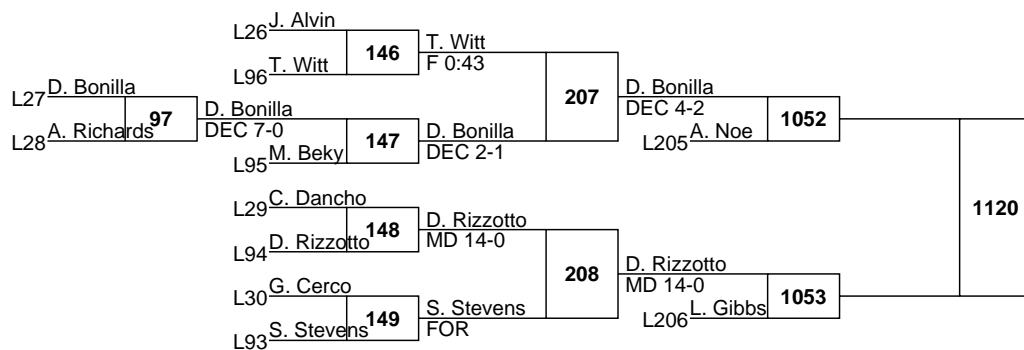 L26 J. Alvin
146
L96 T. Witt
T. Witt
F 0:43
L27 D. Bonilla
97
L28 A. Richards
D. Bonilla
DEC 7-0
147
L95 M. Beky
D. Bonilla
DEC 2-1
207
D. Bonilla
DEC 4-2
1052
L205 A. Noe
L29 C. Dancho
148
L94 D. Rizzotto
D. Rizzotto
MD 14-0
L30 G. Cerco
149
L93 S. Stevens
S. Stevens
FOR
208
D. Rizzotto
MD 14-0
1053
L206 L. Gibbs
1120